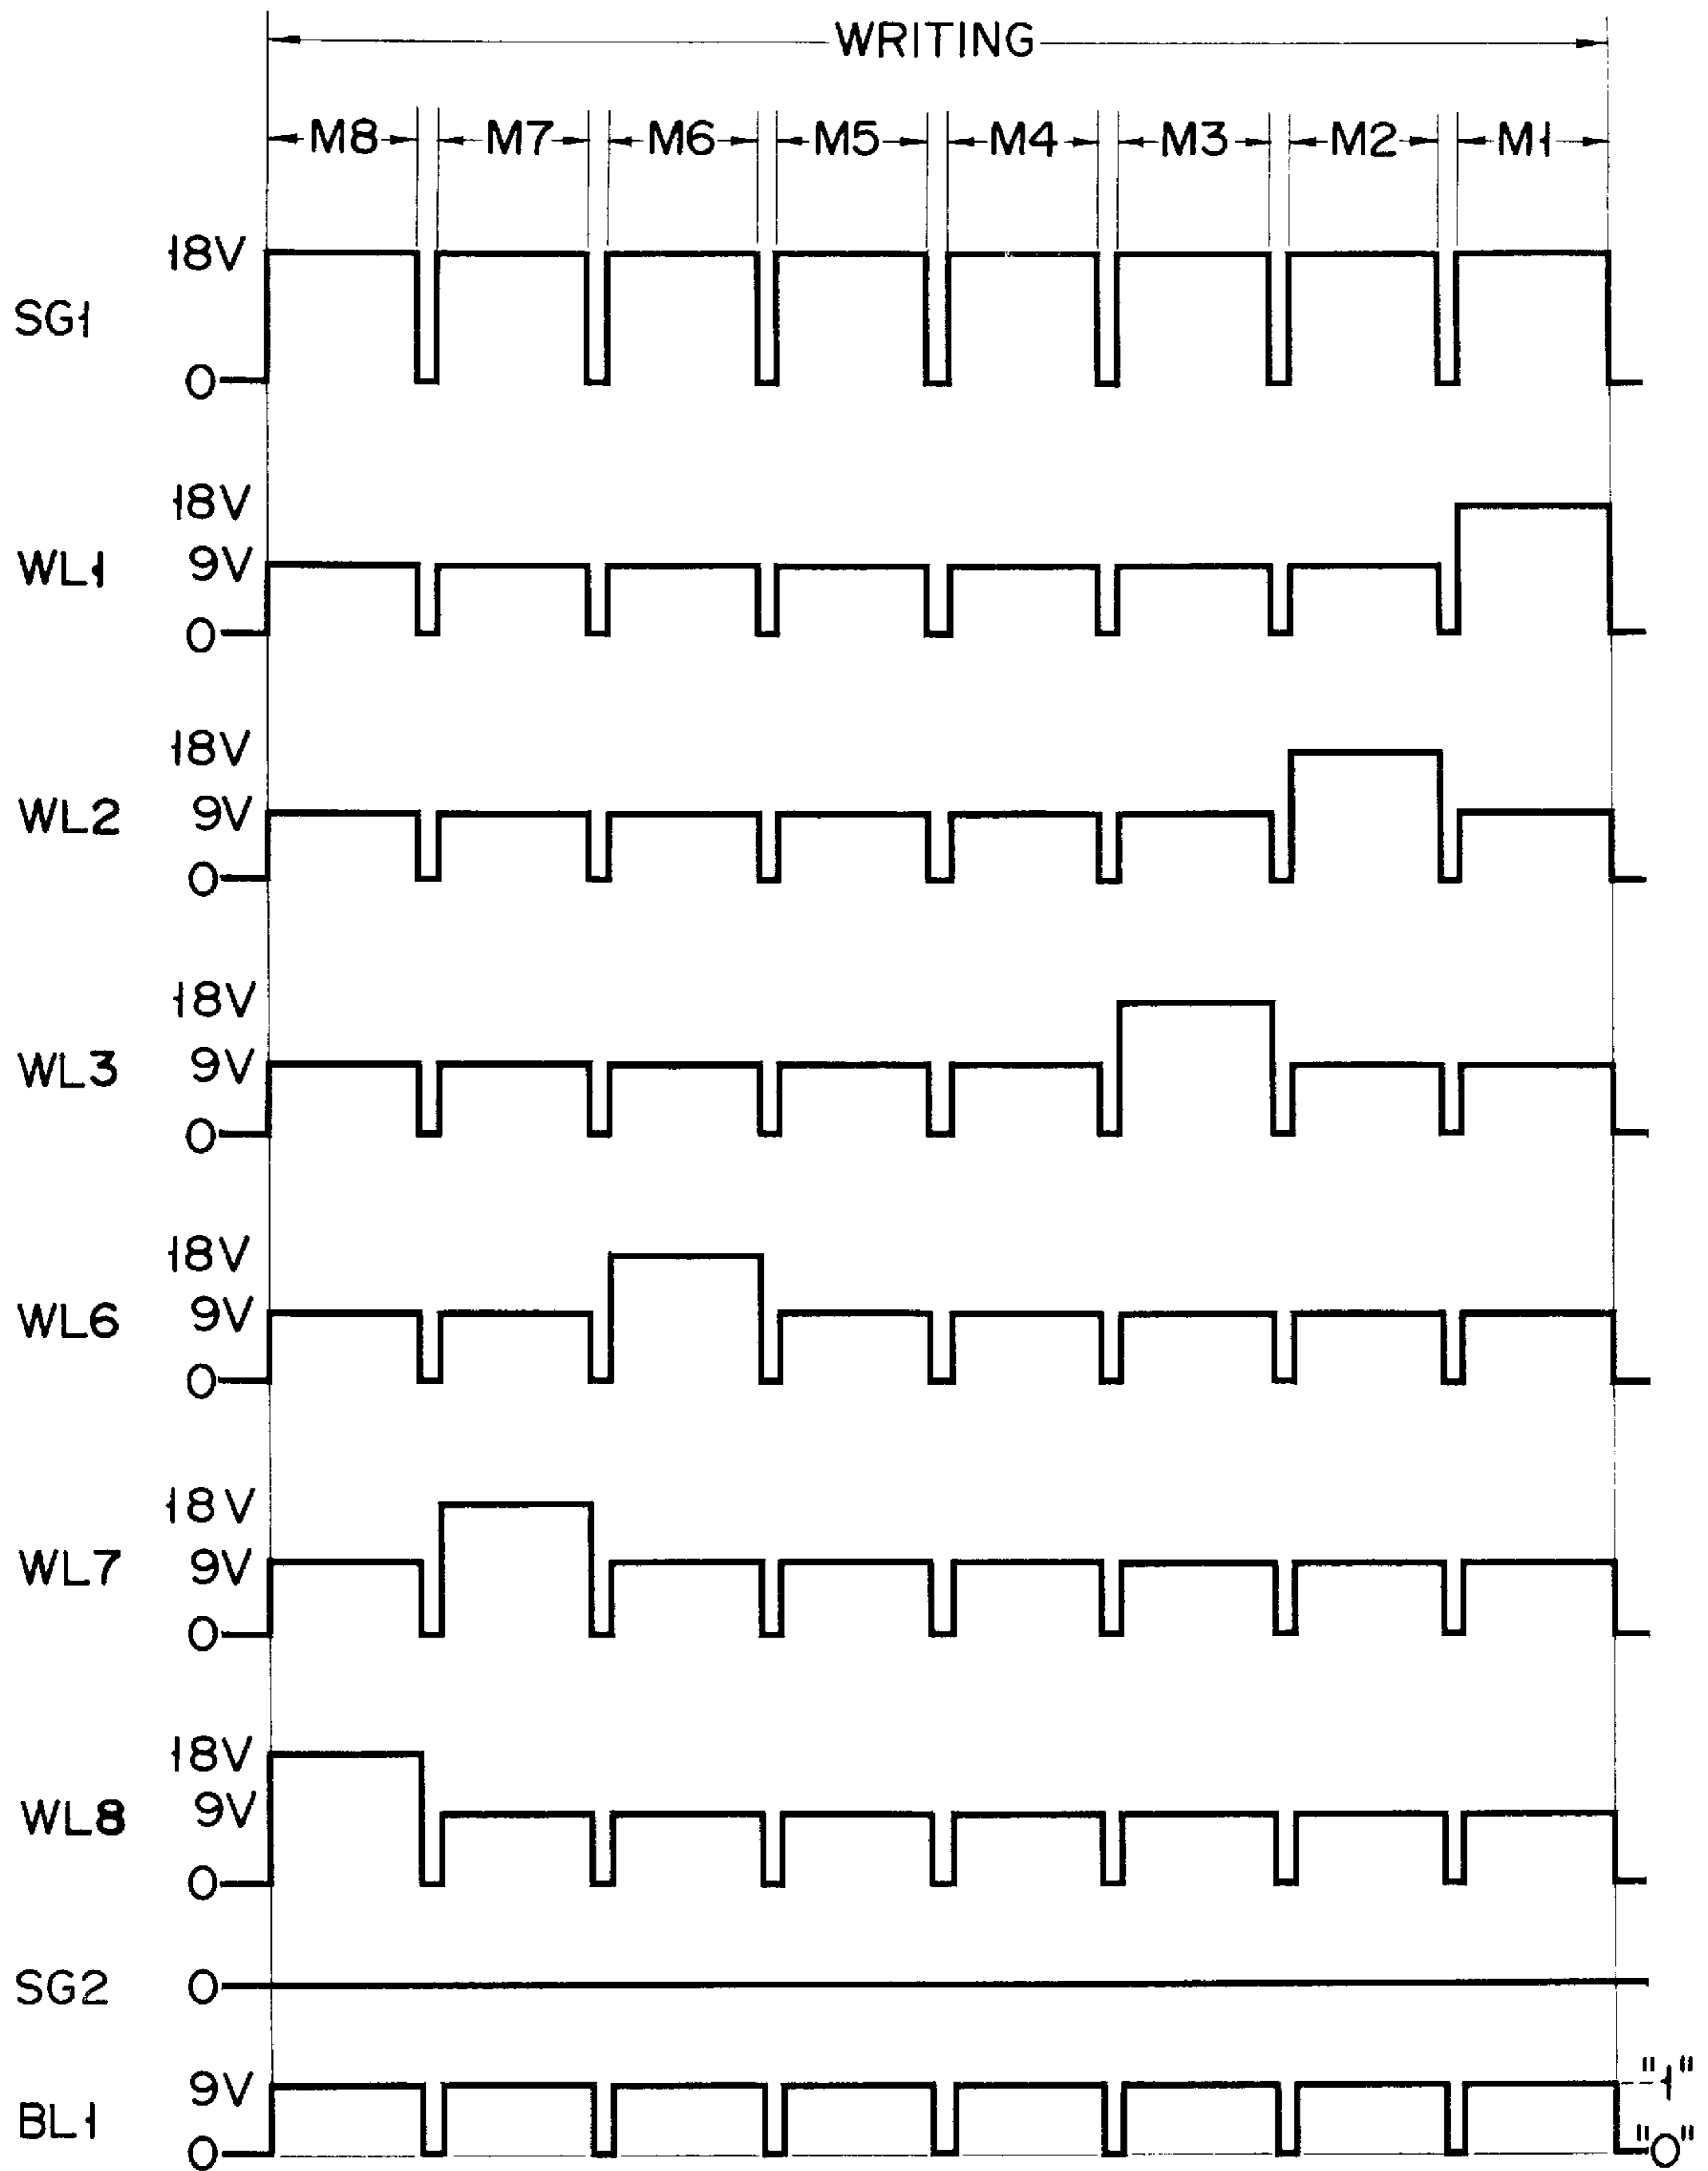 WRITING
M8 M7 M6 M5 M4 M3 M2 M1
18V
SG1
0
18V
WL1 9V
0
18V
WL2 9V
0
18V
WL3 9V
0
18V
WL6 9V
0
18V
WL7 9V
0
18V
WL8 9V
0
SG2 0
9V "1"
BL1
0 "0"